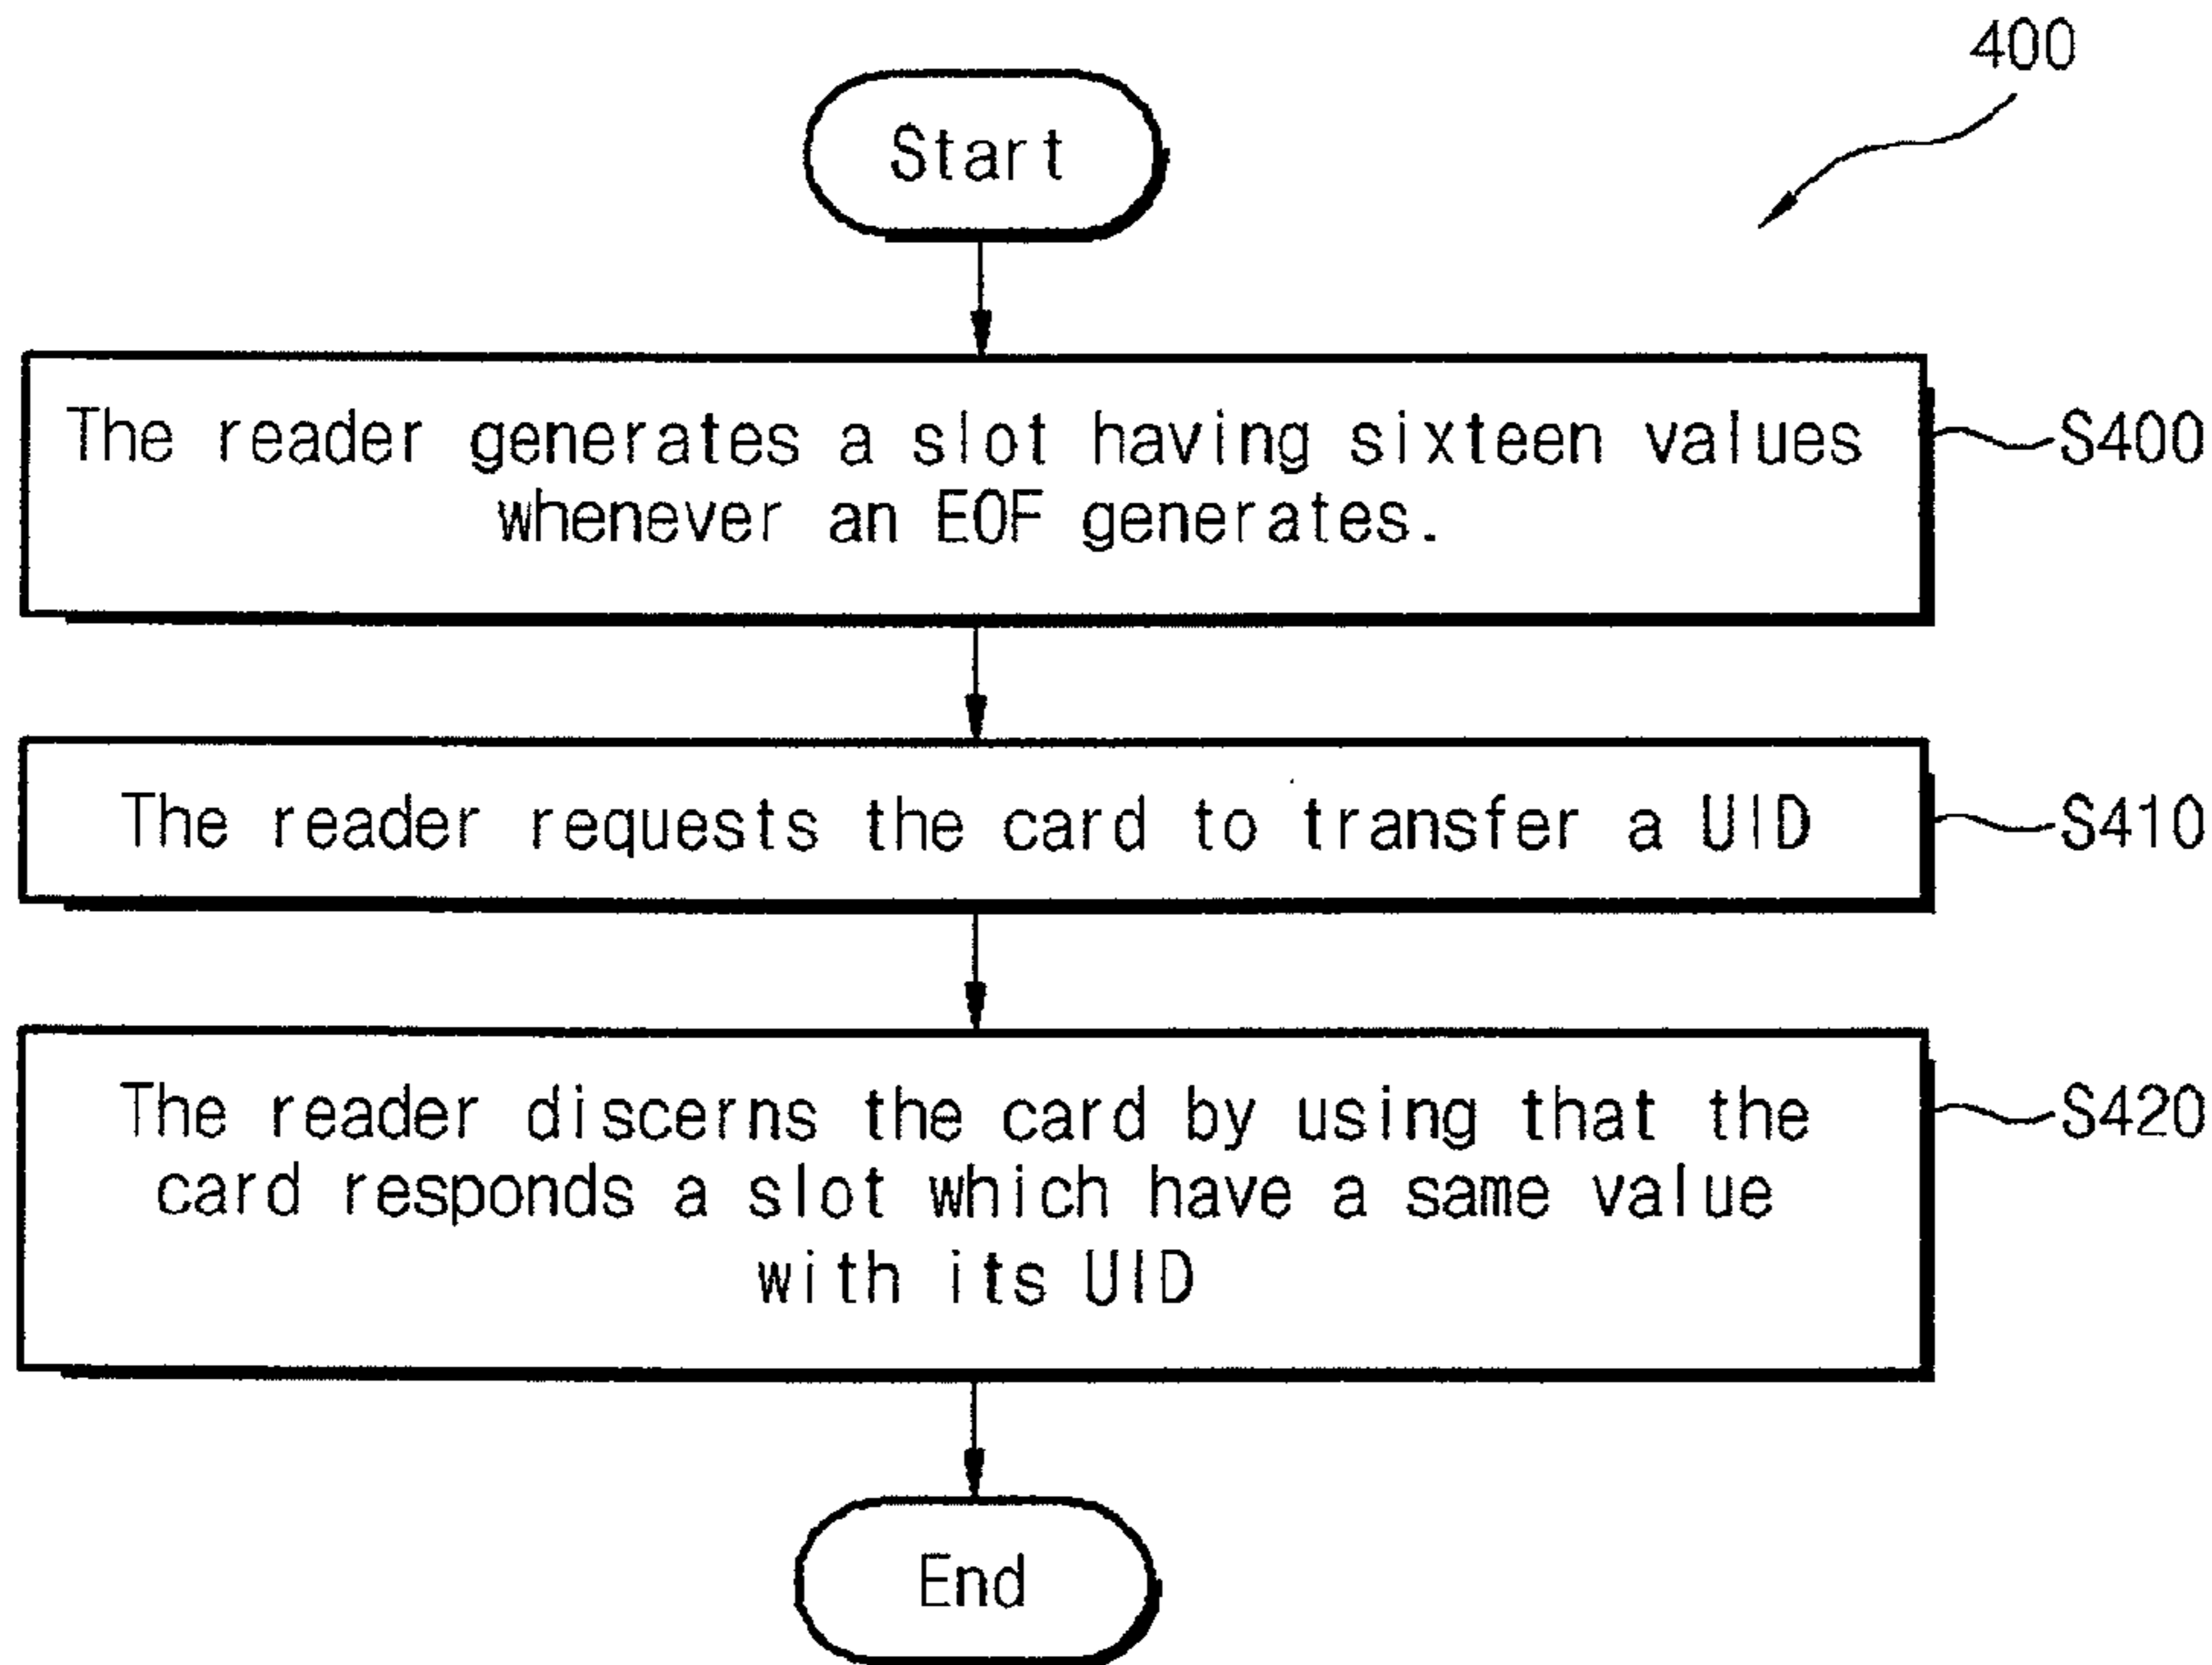 400
Start
The reader generates a slot having sixteen values
whenever an EOF generates.
S400
The reader requests the card to transfer a UID
S410
The reader discerns the card by using that the
card responds a slot which have a same value
with its UID
S420
End